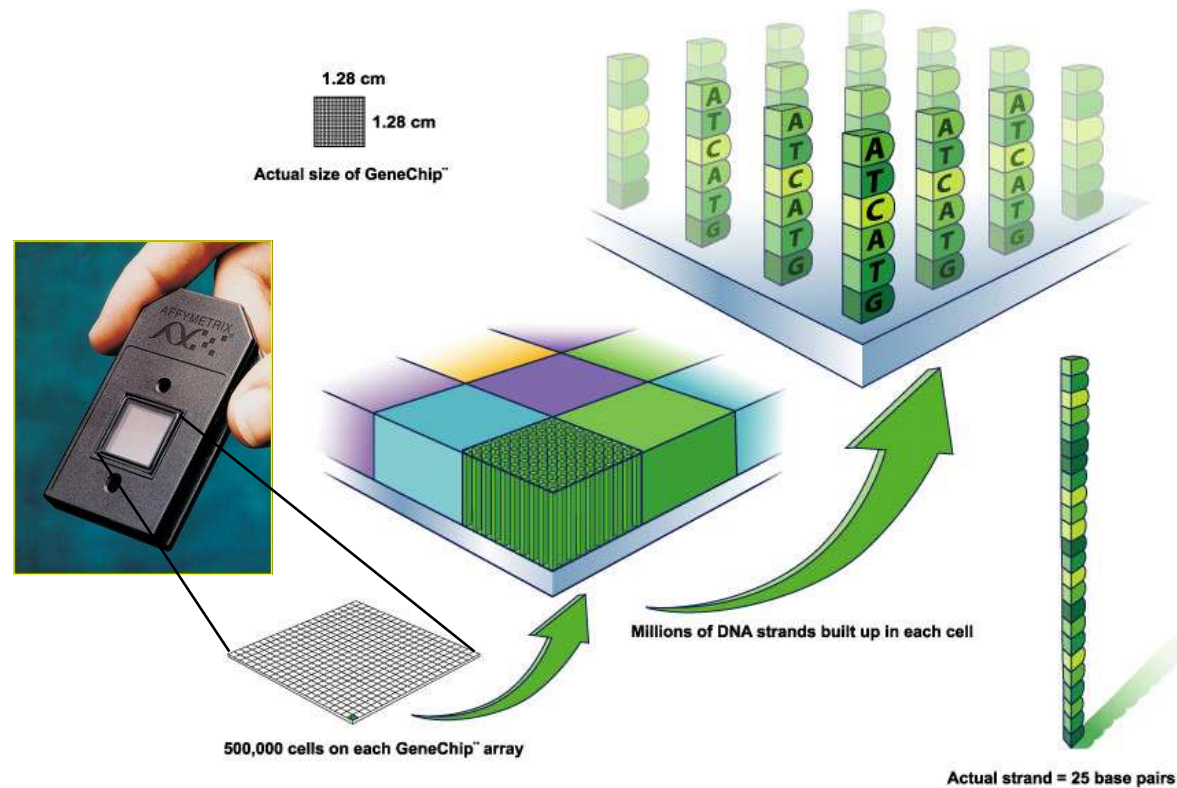 1.28 cm
1.28 cm
Actual size of GeneChip™
AFFYMETRIX
A
T
C
A
T
G
A
T
C
A
T
G
A
T
C
A
T
G
A
T
C
A
T
G
A
T
C
A
T
G
Millions of DNA strands built up in each cell
500,000 cells on each GeneChip™ array
Actual strand = 25 base pairs